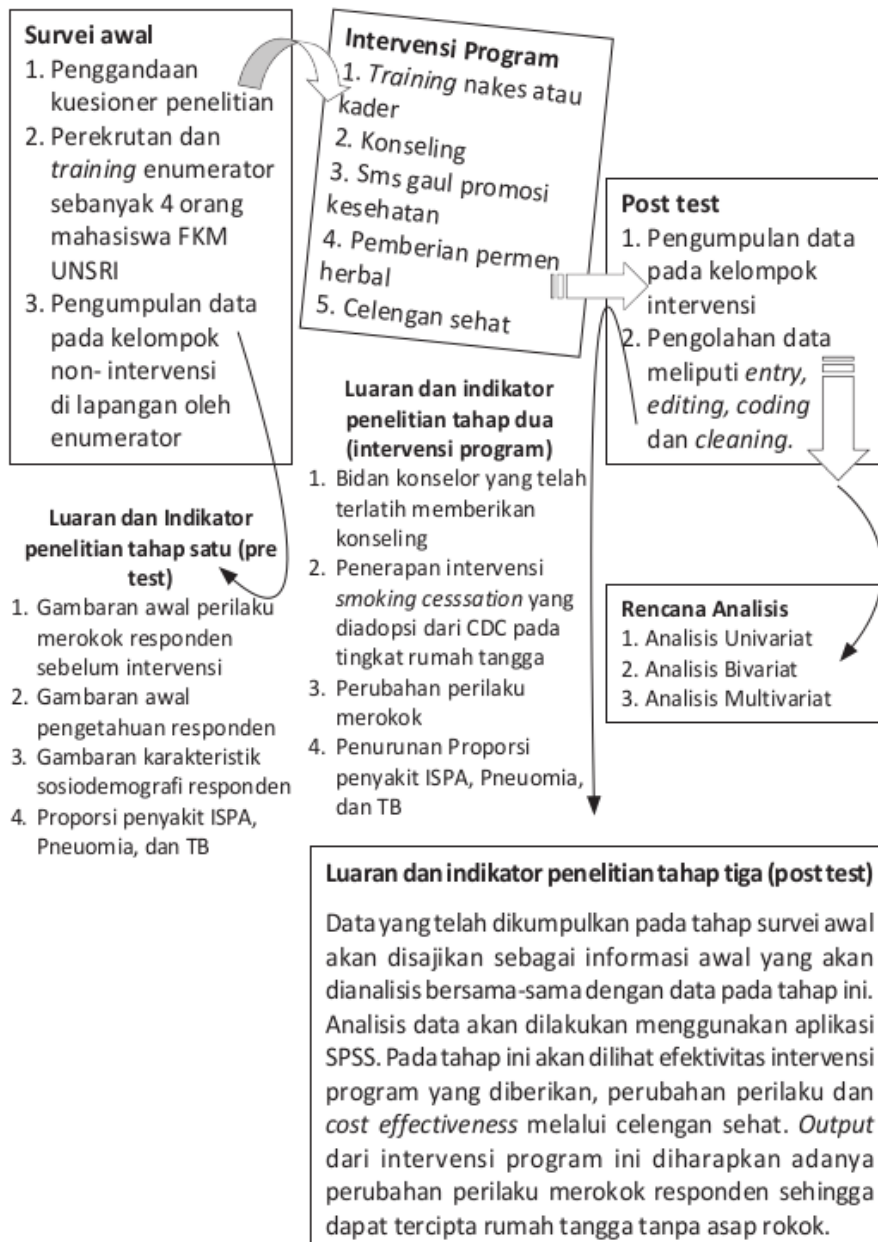 Survei awal
1. Penggandaan
kuesioner penelitian
2. Perekrutan dan
training enumerator
sebanyak 4 orang
mahasiswa FKM
UNSRI
3. Pengumpulan data
pada kelompok
non- intervensi
di lapangan oleh
enumerator
Intervensi Program
1. Training nakes atau
kader
2. Konseling
3. Sms gaul promosi
kesehatan
4. Pemberian permen
herbal
5. Celengan sehat
Post test
1. Pengumpulan data
pada kelompok
intervensi
2. Pengolahan data
meliputi entry,
editing, coding
dan cleaning.
Luaran dan Indikator
penelitian tahap satu (pre
test)
1. Gambaran awal perilaku
merokok responden
sebelum intervensi
2. Gambaran awal
pengetahuan responden
3. Gambaran karakteristik
sosiodemografi responden
4. Proporsi penyakit ISPA,
Pneuomia, dan TB
Luaran dan indikator
penelitian tahap dua
(intervensi program)
1. Bidan konselor yang telah
terlatih memberikan
konseling
2. Penerapan intervensi
smoking cesssation yang
diadopsi dari CDC pada
tingkat rumah tangga
3. Perubahan perilaku
merokok
4. Penurunan Proporsi
penyakit ISPA, Pneuomia,
dan TB
Rencana Analisis
1. Analisis Univariat
2. Analisis Bivariat
3. Analisis Multivariat
Luaran dan indikator penelitian tahap tiga (post test)
Data yang telah dikumpulkan pada tahap survei awal
akan disajikan sebagai informasi awal yang akan
dianalisis bersama-sama dengan data pada tahap ini.
Analisis data akan dilakukan menggunakan aplikasi
SPSS. Pada tahap ini akan dilihat efektivitas intervensi
program yang diberikan, perubahan perilaku dan
cost effectiveness melalui celengan sehat. Output
dari intervensi program ini diharapkan adanya
perubahan perilaku merokok responden sehingga
dapat tercipta rumah tangga tanpa asap rokok.